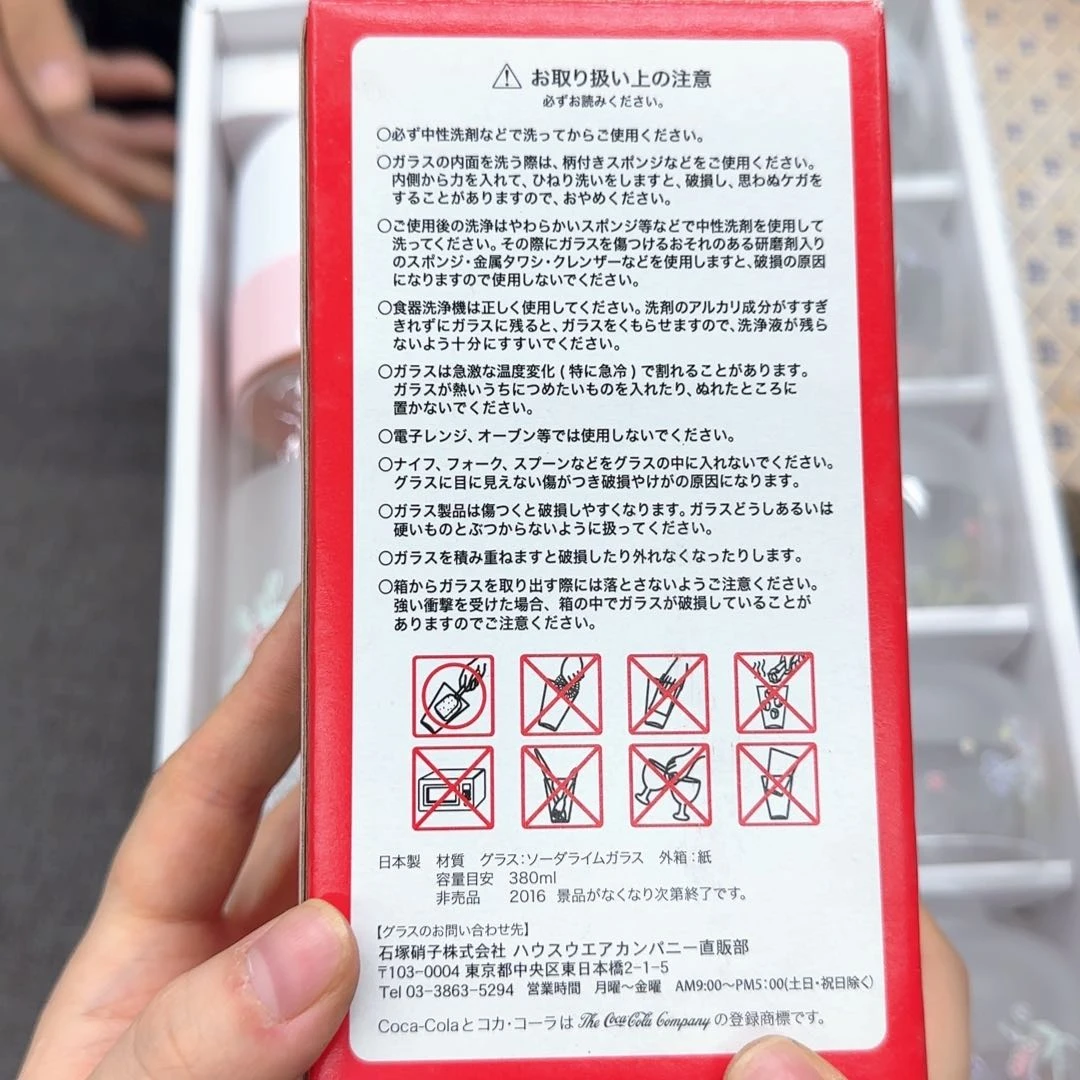 ⚠ お取り扱い上の注意
必ずお読みください。
○必ず中性洗剤などで洗ってからご使用ください。
○ガラスの内面を洗う際は、柄付きスポンジなどをご使用ください。
内側から力を入れて、ひねり洗いをしますと、破損し、思わぬケガを
することがありますので、おやめください。
○ご使用後の洗浄はやわらかいスポンジ等などで中性洗剤を使用して
洗ってください。その際にガラスを傷つけるおそれのある研磨剤入り
のスポンジ・金属タワシ・クレンザーなどを使用しますと、破損の原因
になりますので使用しないでください。
○食器洗浄機は正しく使用してください。洗剤のアルカリ成分がすすぎ
きれずにガラスに残ると、ガラスをくもらせますので、洗浄液が残ら
ないよう十分にすすいでください。
○ガラスは急激な温度変化(特に急冷)で割れることがあります。
ガラスが熱いうちにつめたいものを入れたり、ぬれたところに
置かないでください。
○電子レンジ、オーブン等では使用しないでください。
○ナイフ、フォーク、スプーンなどをグラスの中に入れないでください。
グラスに目に見えない傷がつき破損やけがの原因になります。
○ガラス製品は傷つくと破損しやすくなります。ガラスどうしあるいは
硬いものとぶつからないように扱ってください。
○ガラスを積み重ねますと破損したり外れなくなったりします。
○箱からガラスを取り出す際には落とさないようご注意ください。
強い衝撃を受けた場合、箱の中でガラスが破損していることが
ありますのでご注意ください。
日本製 材質 グラス:ソーダライムガラス 外箱:紙
容量目安 380ml
非売品 2016 景品がなくなり次第終了です。
【グラスのお問い合わせ先】
石塚硝子株式会社 ハウスウエアカンパニー直販部
〒103-0004 東京都中央区東日本橋2-1-5
Tel 03-3863-5294 営業時間 月曜〜金曜 AM9:00〜PM5:00(土日・祝日除く)
Coca-Colaとコカ・コーラは The Coca-Cola Company の登録商標です。